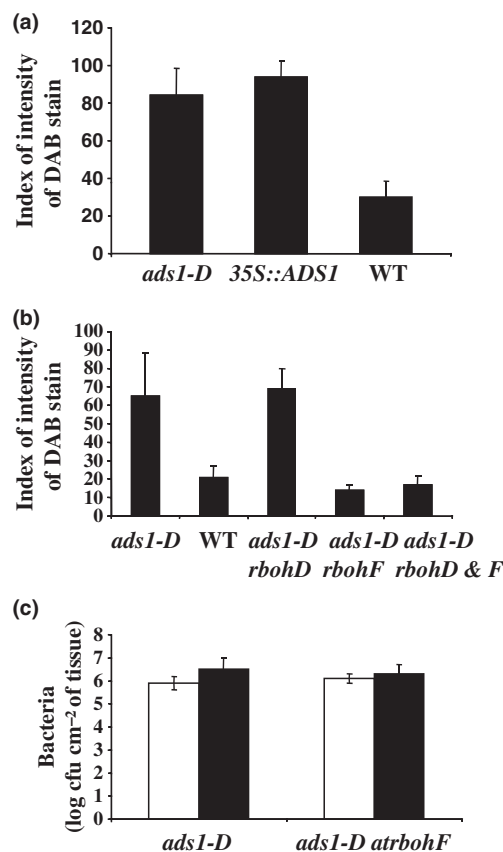 (a)
Index of intensity
of DAB stain
120
100
80
60
40
20
0
ads1-D 35S::ADS1 WT
(b)
Index of intensity
of DAB stain
100
90
80
70
60
50
40
30
20
10
0
ads1-D WT ads1-D ads1-D ads1-D
rbohD rbohF rbohD & F
(c)
Bacteria
(log cfu cm⁻² of tissue)
8
7
6
5
4
3
2
1
0
ads1-D ads1-D atrbohF